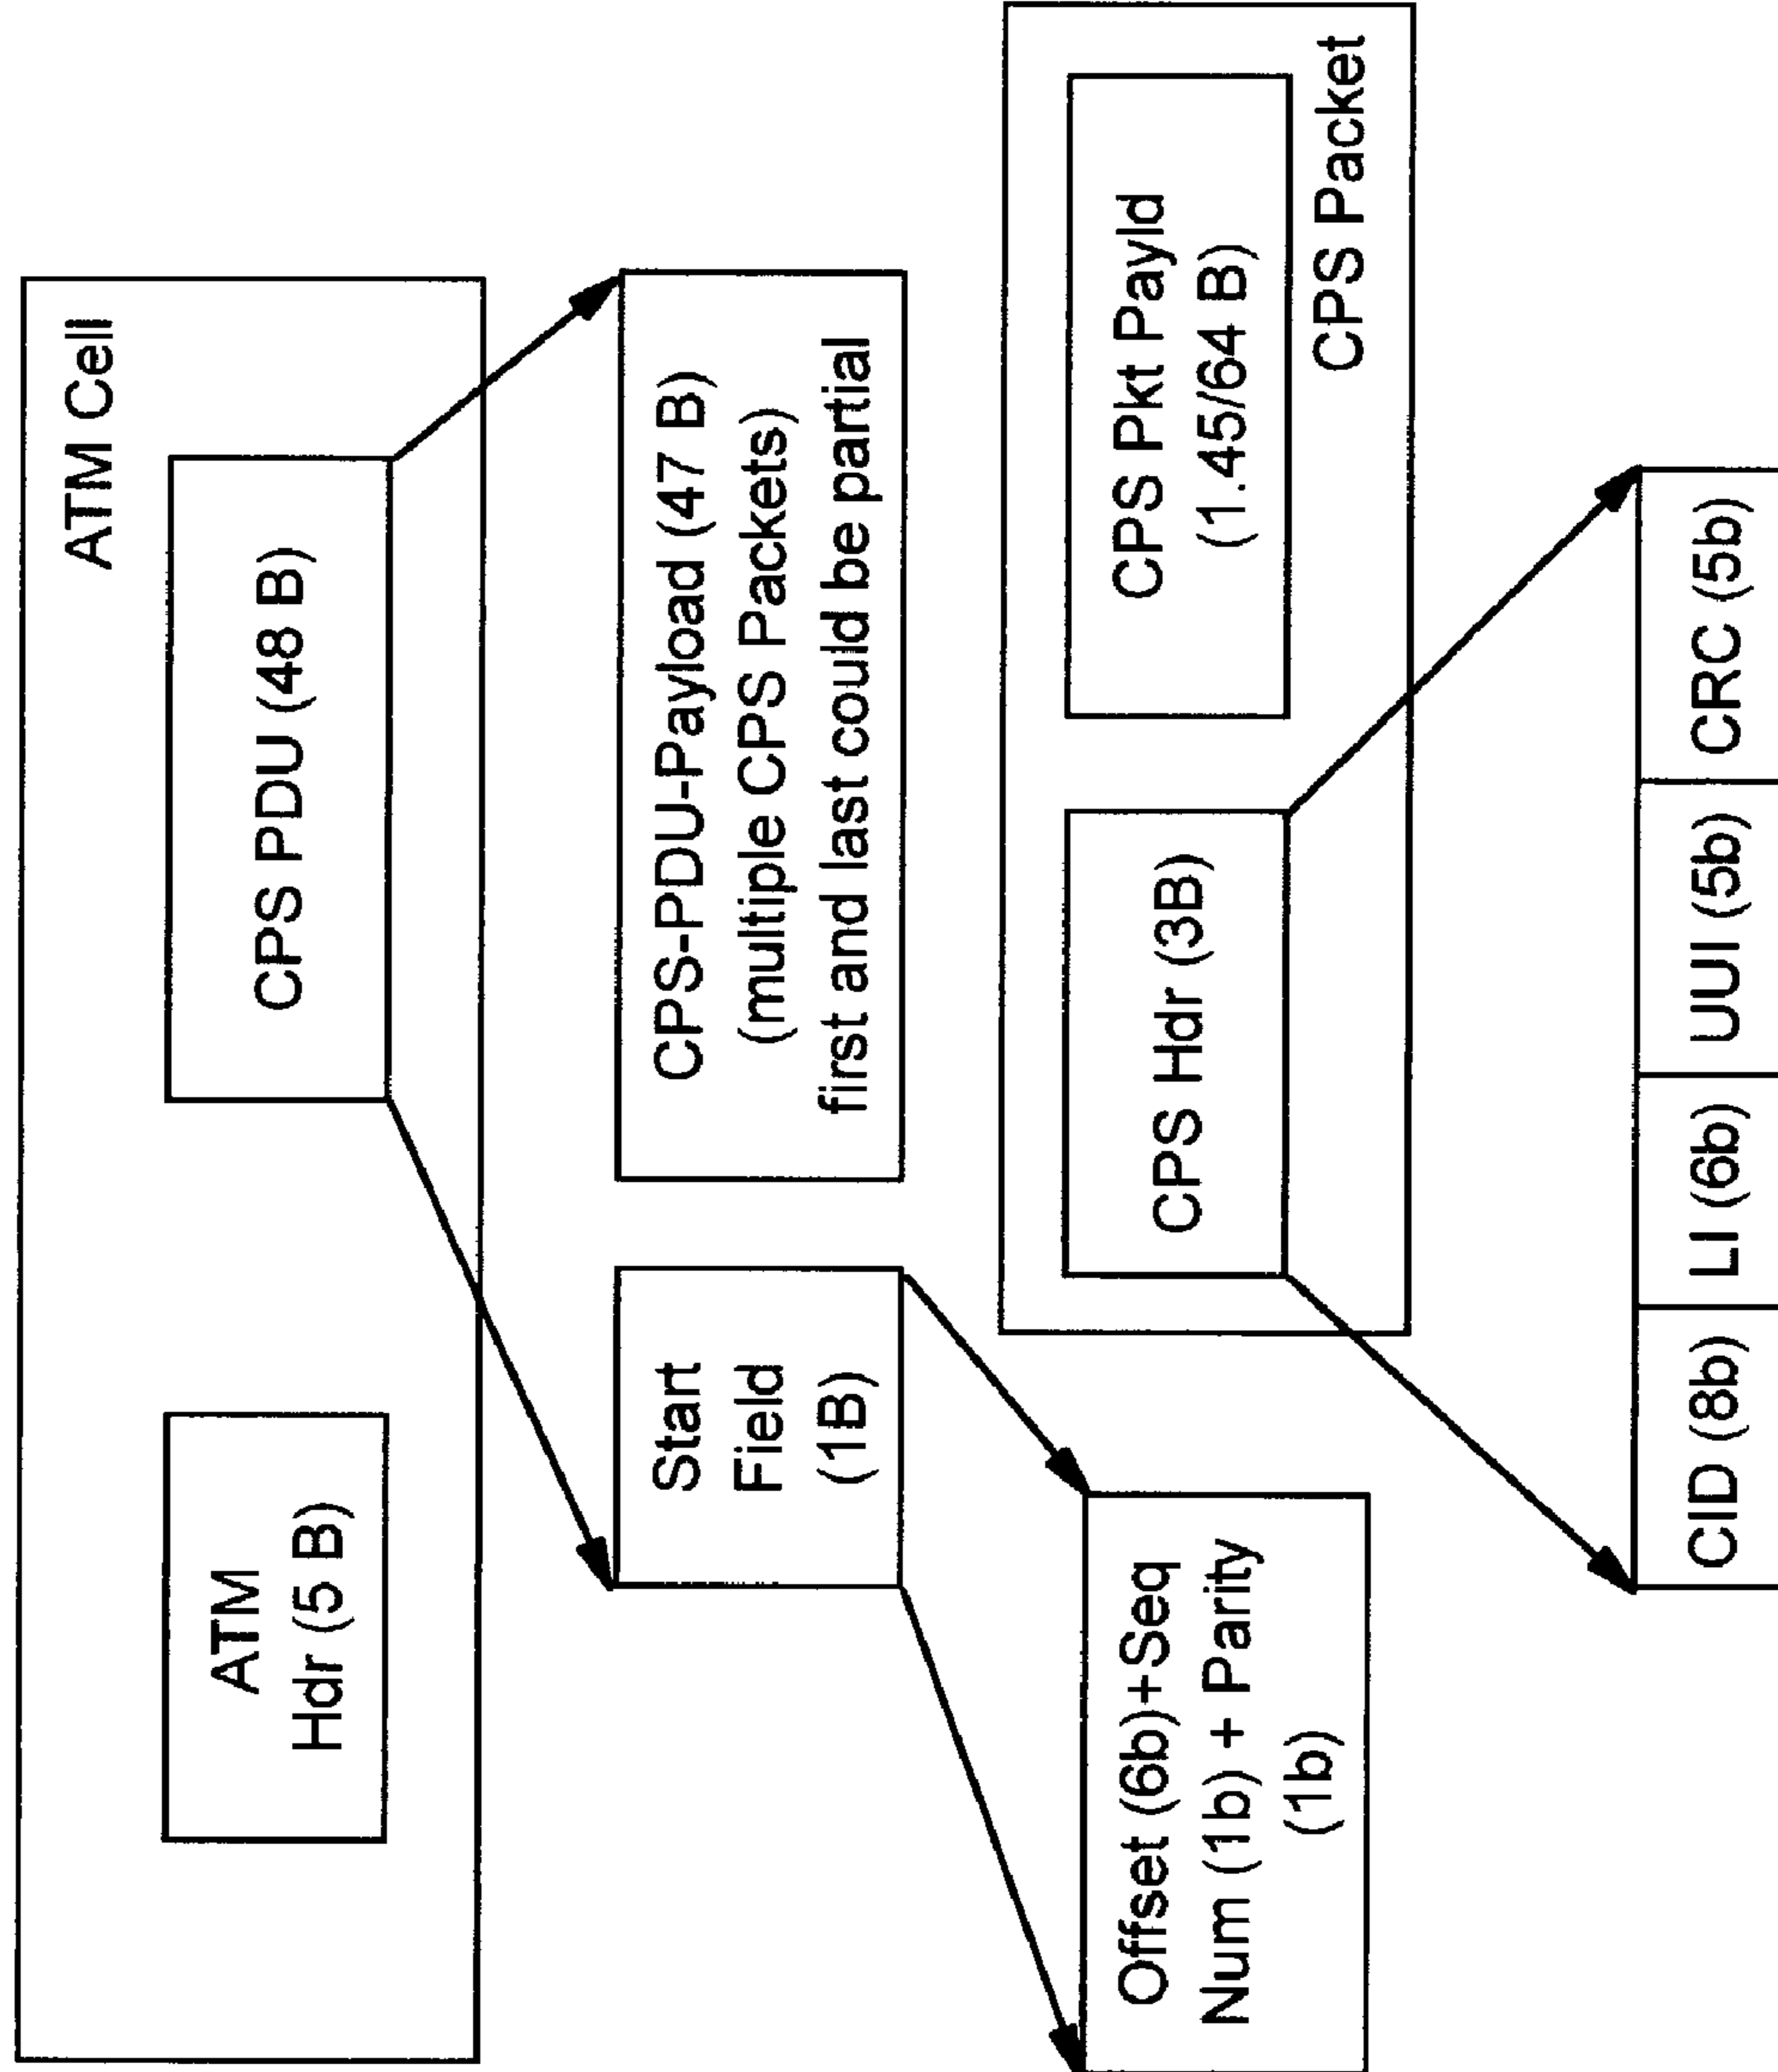 ATM Cell
ATM
Hdr (5 B)
CPS PDU (48 B)
Start
Field
(1B)
CPS-PDU-Payload (47 B)
(multiple CPS Packets)
first and last could be partial
Offset (6b)+Seq
Num (1b) + Parity
(1b)
CPS Hdr (3B)
CPS Pkt Payld
(1.45/64 B)
CPS Packet
CID (8b)
LI (6b)
UUI (5b)
CRC (5b)